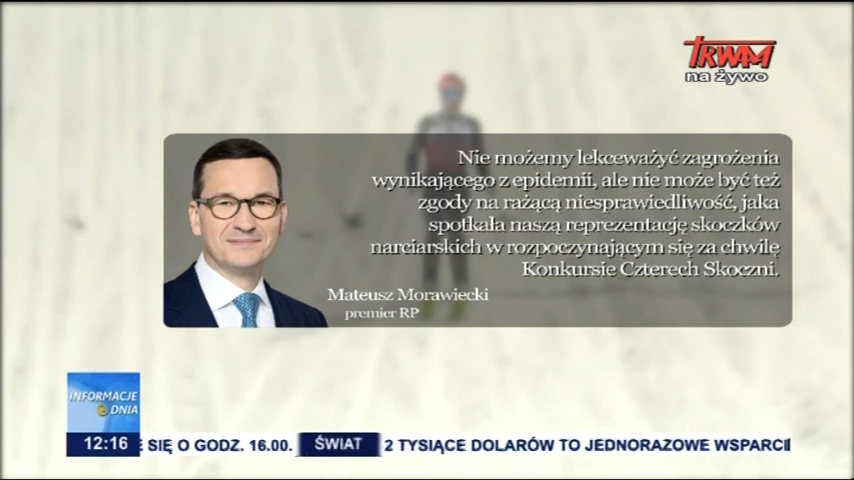 TRWAM
na żywo
Nie możemy lekceważyć zagrożenia
wynikającego z epidemii, ale nie może być też
zgody na rażącą niesprawiedliwość, jaka
spotkała naszą reprezentację skoczków
narciarskich w rozpoczynającym się za chwilę
Konkursie Czterech Skoczni.
Mateusz Morawiecki
premier RP
INFORMACJE
DNIA
12:16 E SIĘ O GODZ. 16.00. ŚWIAT 2 TYSIĄCE DOLARÓW TO JEDNORAZOWE WSPARCI